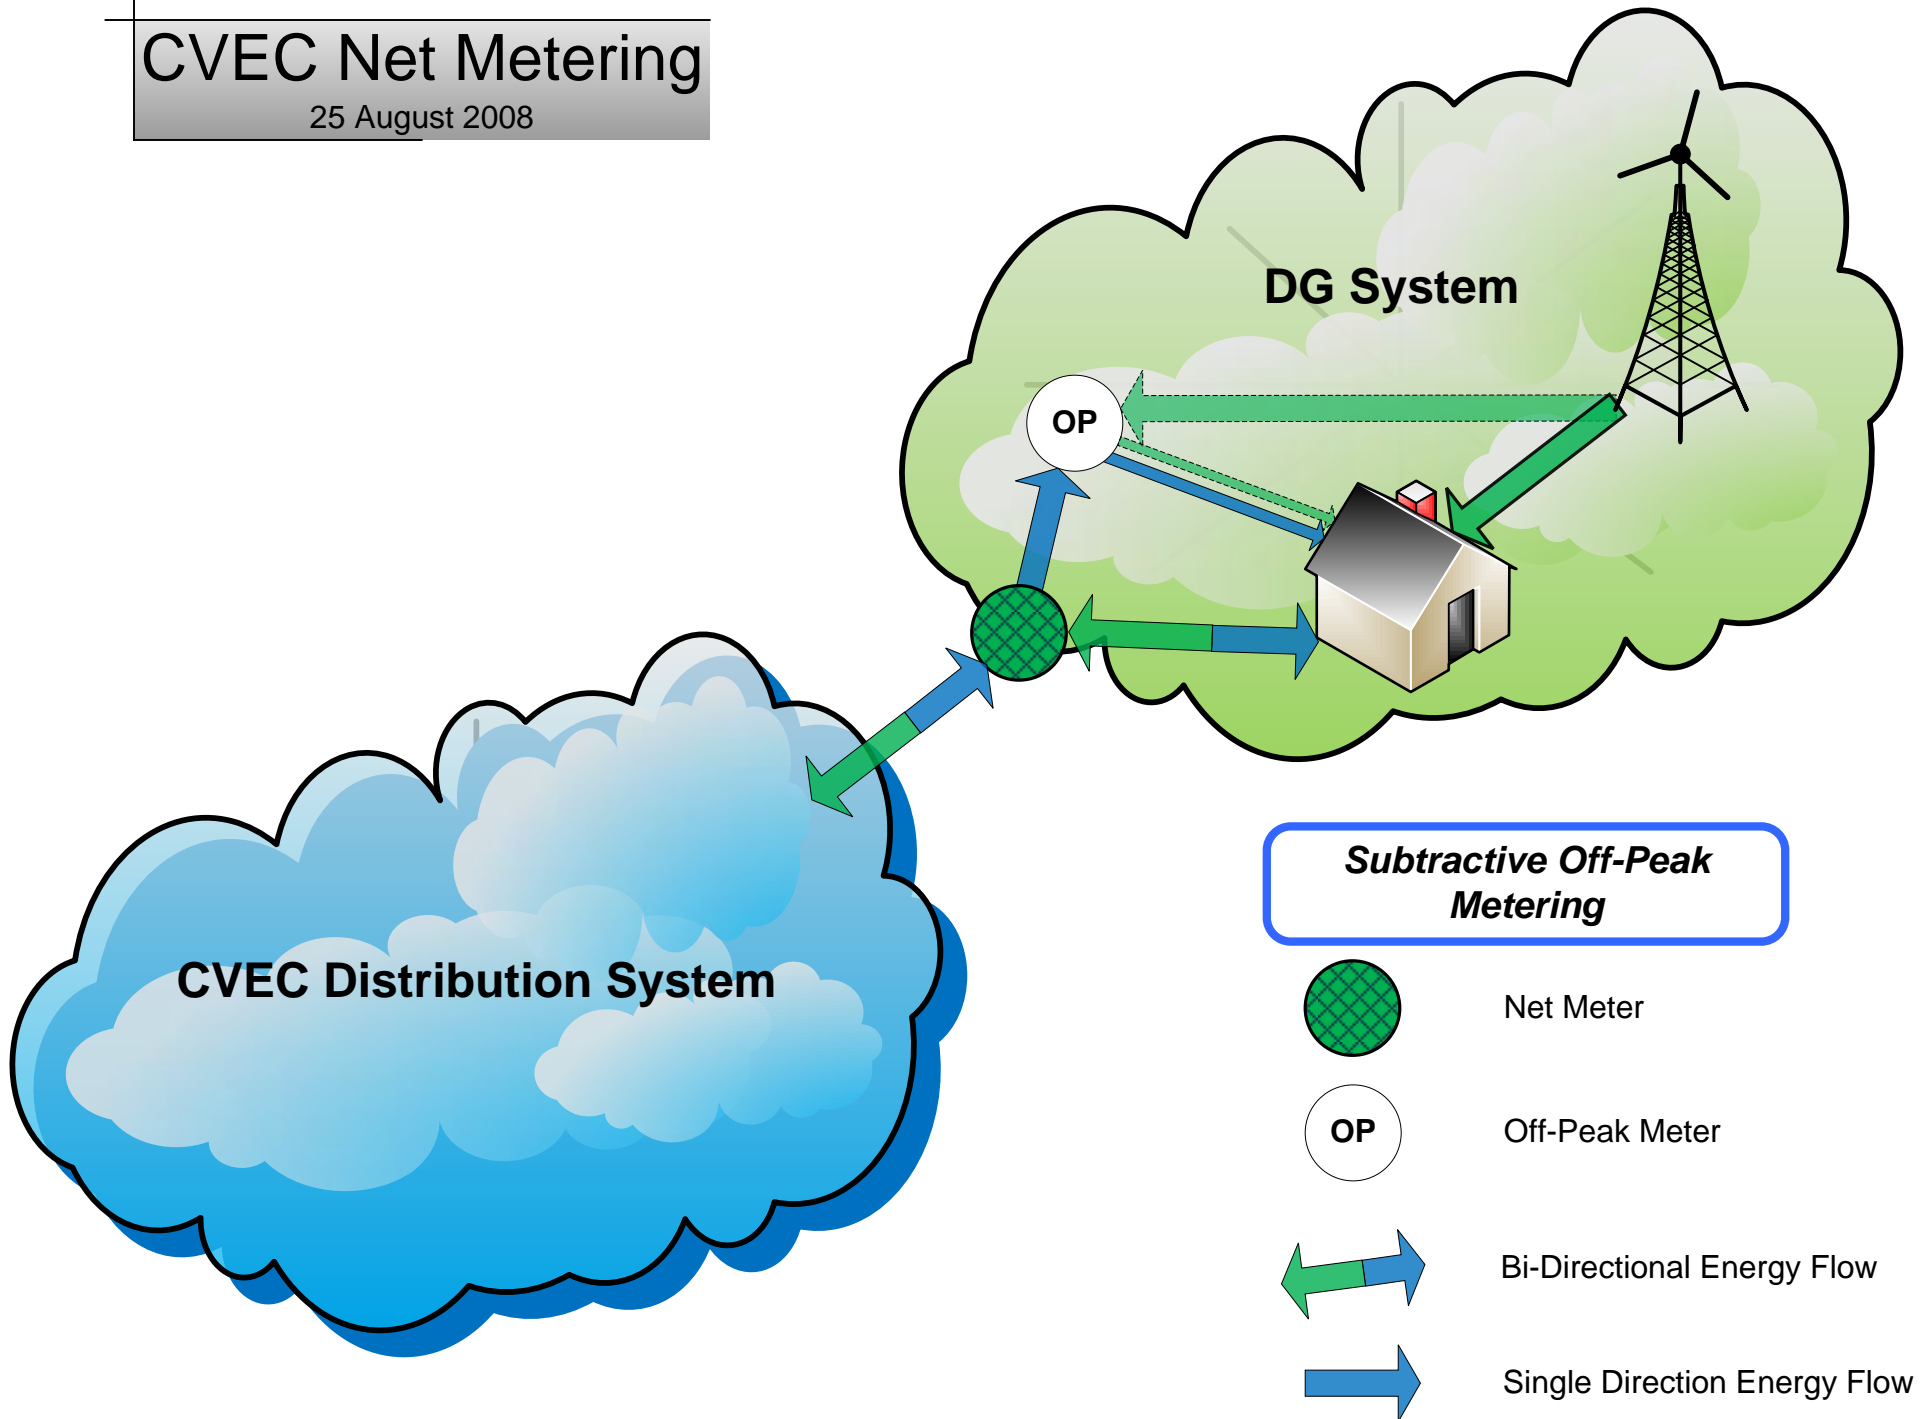 CVEC Net Metering
25 August 2008
DG System
OP
CVEC Distribution System
Subtractive Off-Peak
Metering
Net Meter
OP
Off-Peak Meter
Bi-Directional Energy Flow
Single Direction Energy Flow